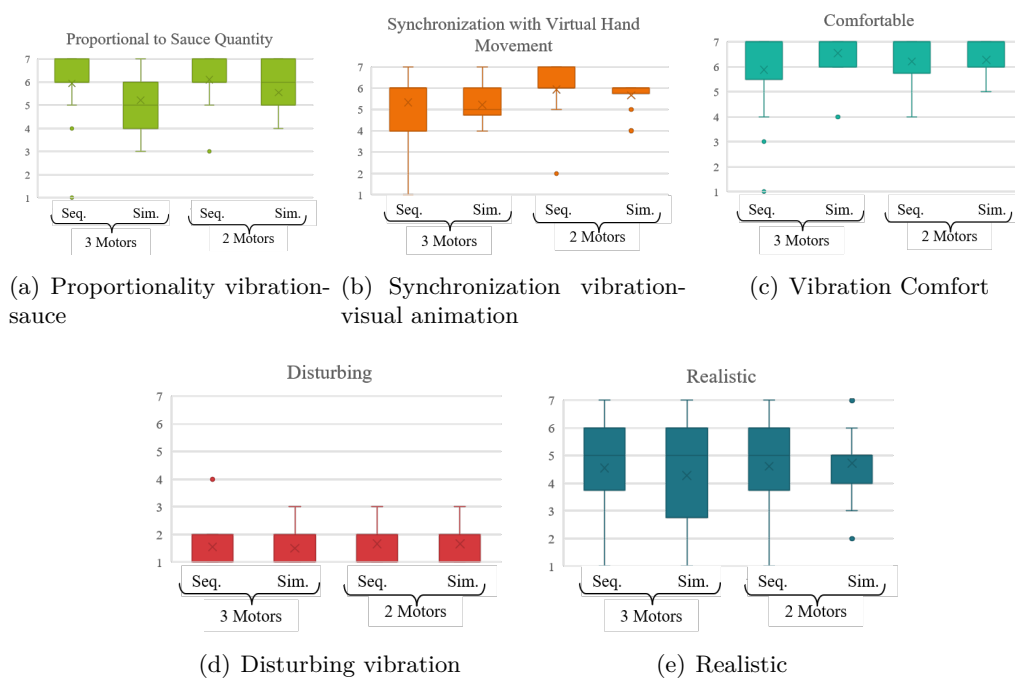 Proportional to Sauce Quantity
7
6
5
4
3
2
1
Seq. Sim. Seq. Sim.
3 Motors 2 Motors
(a) Proportionality vibration-
sauce
Synchronization with Virtual Hand
Movement
7
6
5
4
3
2
1
Seq. Sim. Seq. Sim.
3 Motors 2 Motors
(b) Synchronization vibration-
visual animation
Comfortable
7
6
5
4
3
2
1
Seq. Sim. Seq. Sim.
3 Motors 2 Motors
(c) Vibration Comfort
Disturbing
7
6
5
4
3
2
1
Seq. Sim. Seq. Sim.
3 Motors 2 Motors
(d) Disturbing vibration
Realistic
7
6
5
4
3
2
1
Seq. Sim. Seq. Sim.
3 Motors 2 Motors
(e) Realistic